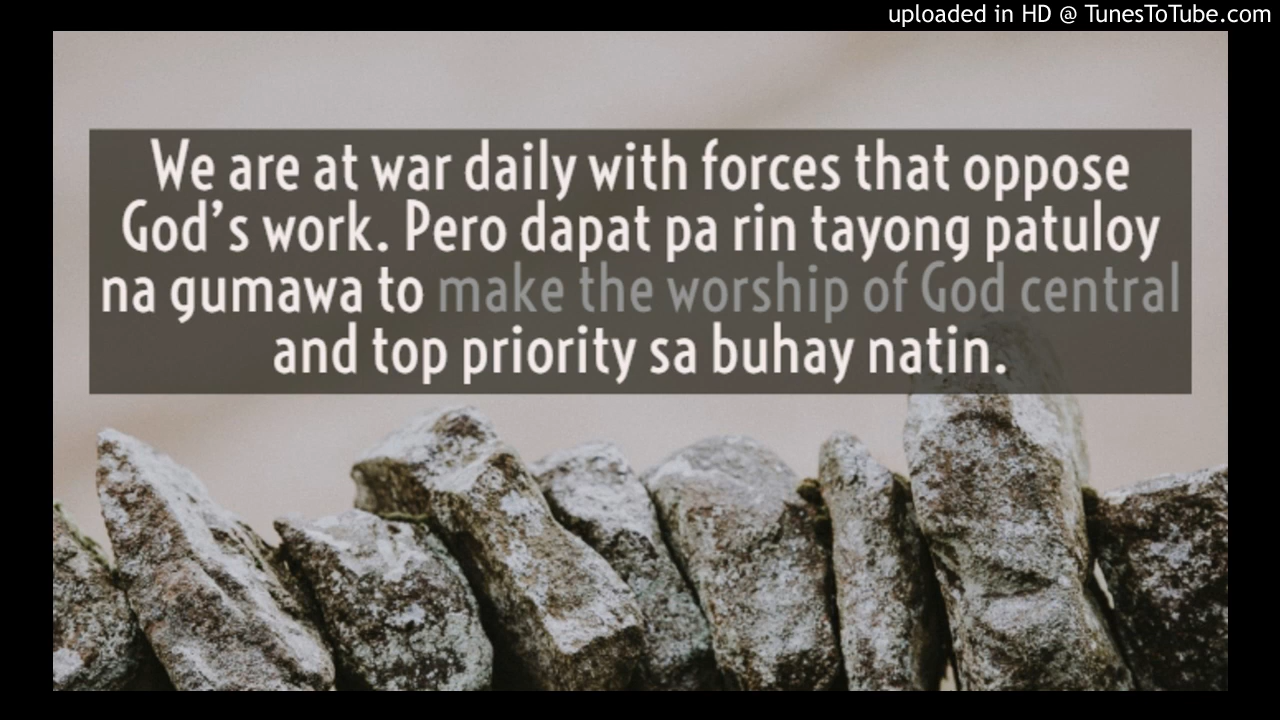 uploaded in HD @ TunesToTube.com
We are at war daily with forces that oppose
God’s work. Pero dapat pa rin tayong patuloy
na gumawa to make the worship of God central
and top priority sa buhay natin.